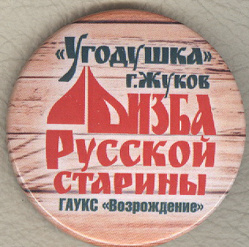 «Угодушка»
г.Жуков
ИЗБА
Русской
старины
ГАУКС «Возрождение»